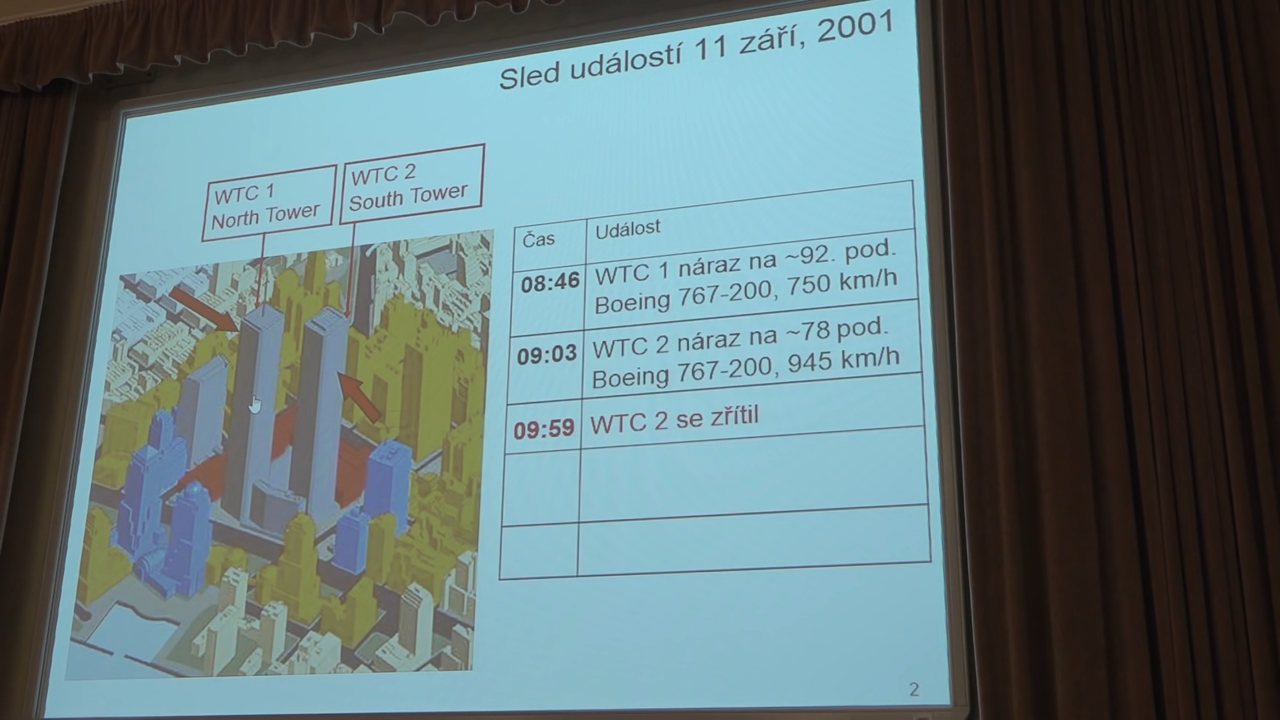 Sled událostí 11 září, 2001
WTC 1
North Tower
WTC 2
South Tower
Čas
Událost
08:46
WTC 1 náraz na ~92. pod.
Boeing 767-200, 750 km/h
09:03
WTC 2 náraz na ~78 pod.
Boeing 767-200, 945 km/h
09:59
WTC 2 se zřítil
2